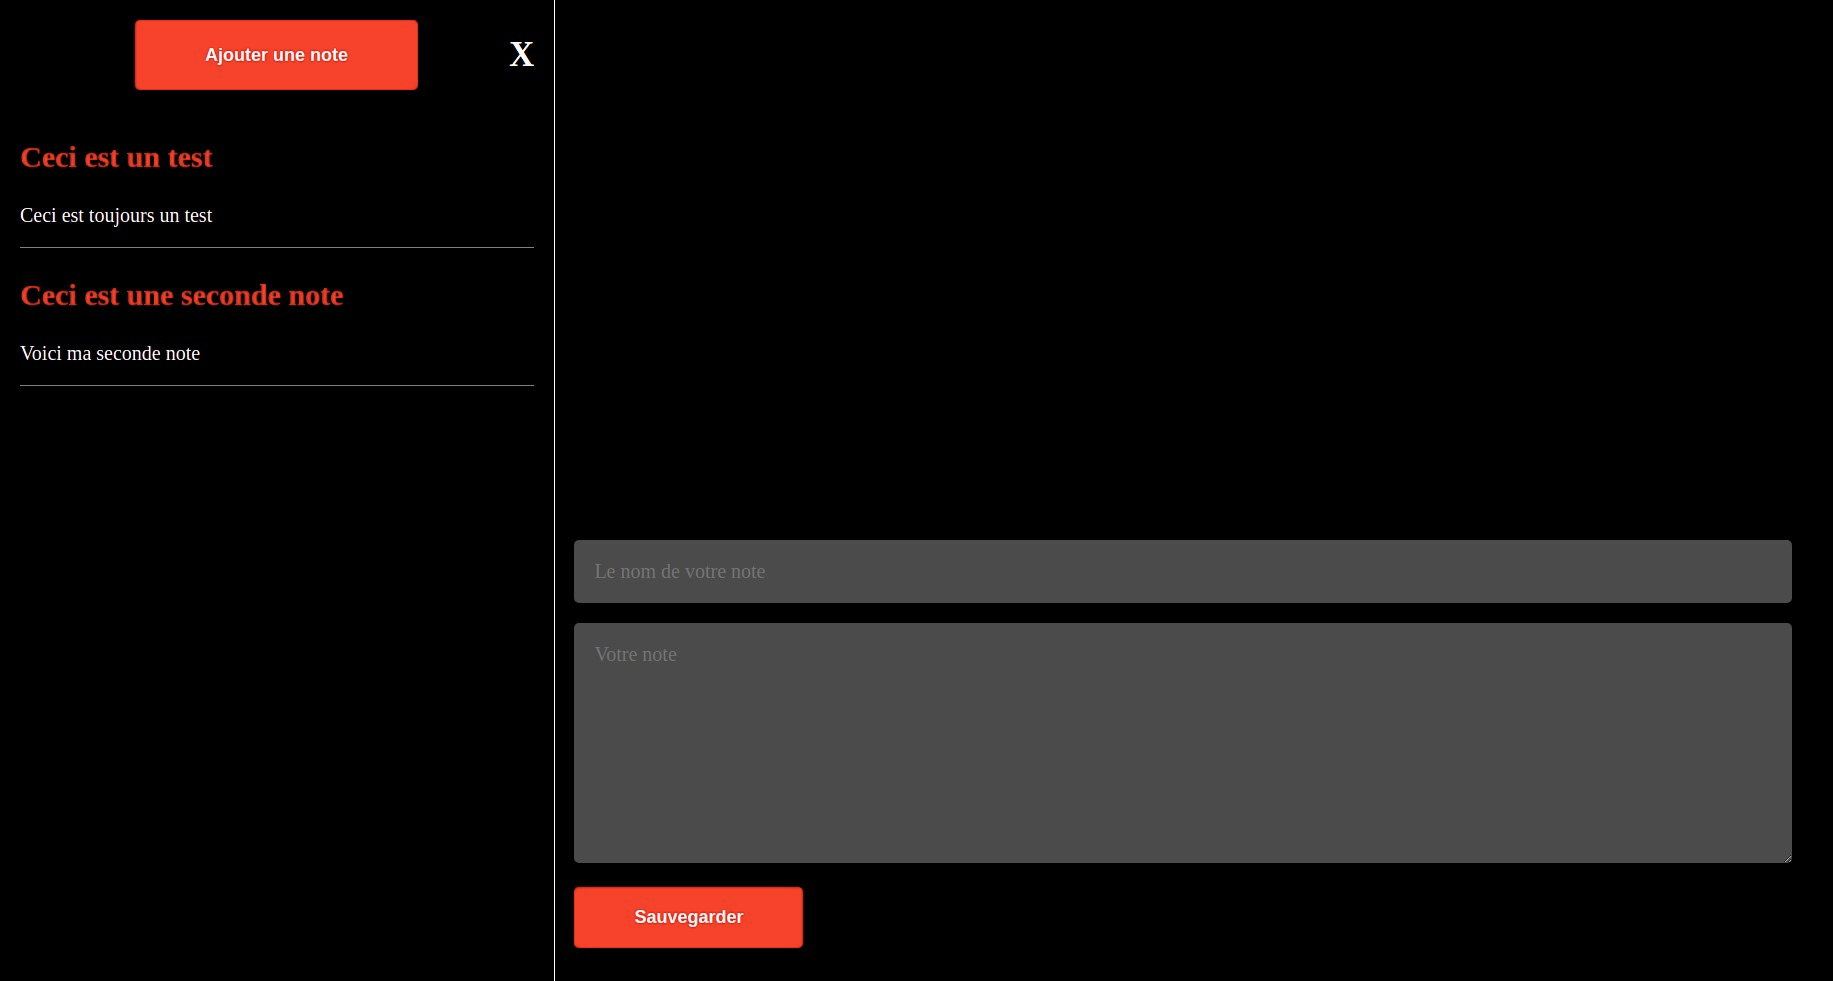 Ajouter une note
X
Ceci est un test
Ceci est toujours un test
Ceci est une seconde note
Voici ma seconde note
Le nom de votre note
Votre note
Sauvegarder